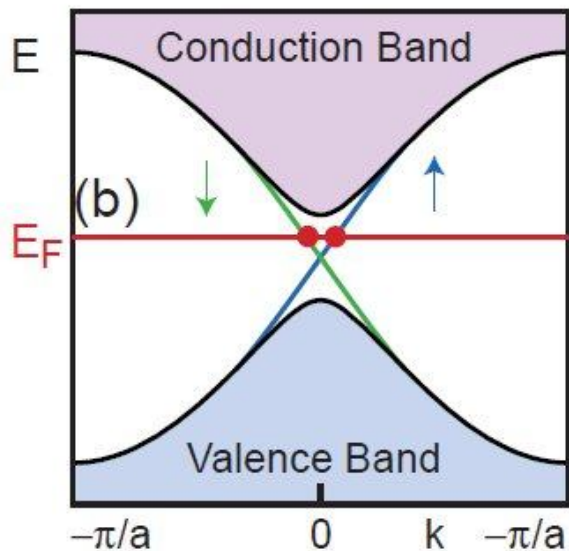 E
Conduction Band
(b)
E_F
Valence Band
−π/a 0 k −π/a